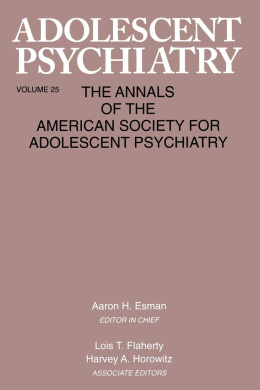 ADOLESCENT
PSYCHIATRY
VOLUME 25
THE ANNALS
OF THE
AMERICAN SOCIETY FOR
ADOLESCENT PSYCHIATRY
Aaron H. Esman
EDITOR IN CHIEF
Lois T. Flaherty
Harvey A. Horowitz
ASSOCIATE EDITORS